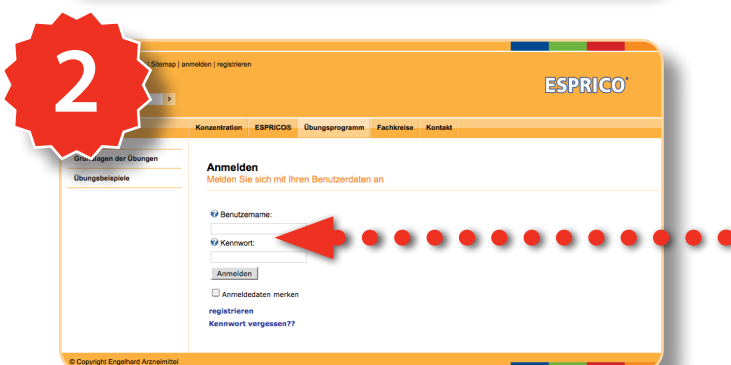 2
| Sitemap | anmelden | registrieren
>
ESPRICO®
Konzentration ESPRICO® Übungsprogramm Fachkreise Kontakt
Grundlagen der Übungen
Übungsbeispiele
Anmelden
Melden Sie sich mit Ihren Benutzerdaten an
? Benutzername:
? Kennwort:
Anmelden
Anmeldedaten merken
registrieren
Kennwort vergessen??
© Copyright Engelhard Arzneimittel